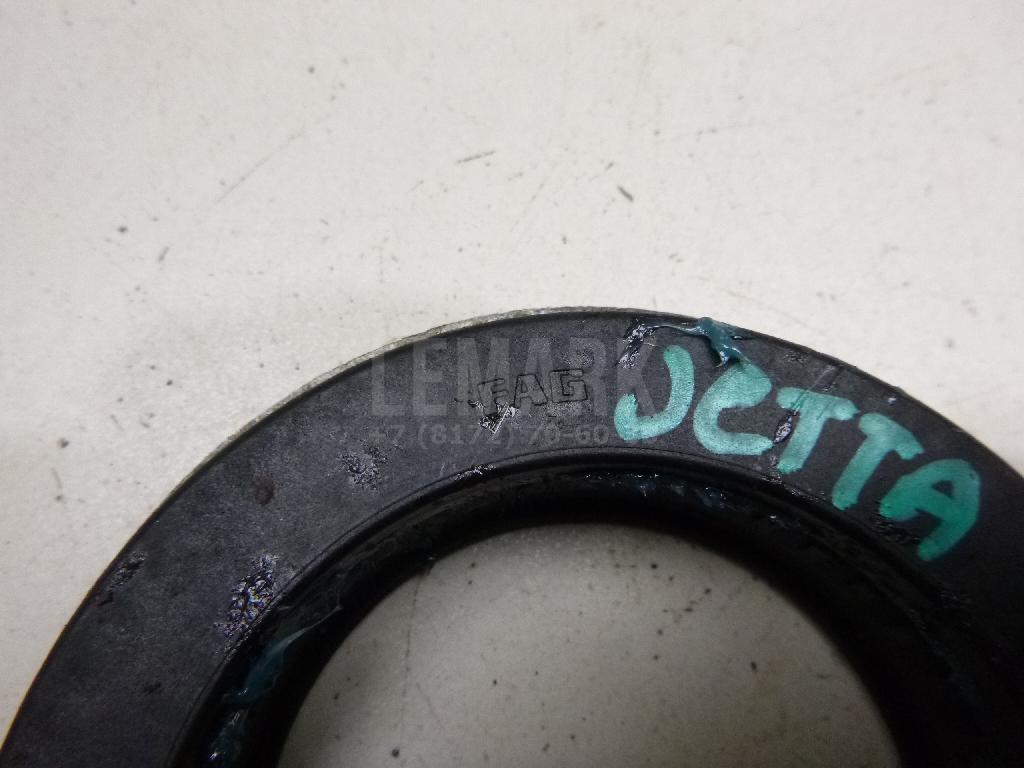 LEMARK
FAG
+7 (8172) 70-60
JETTA